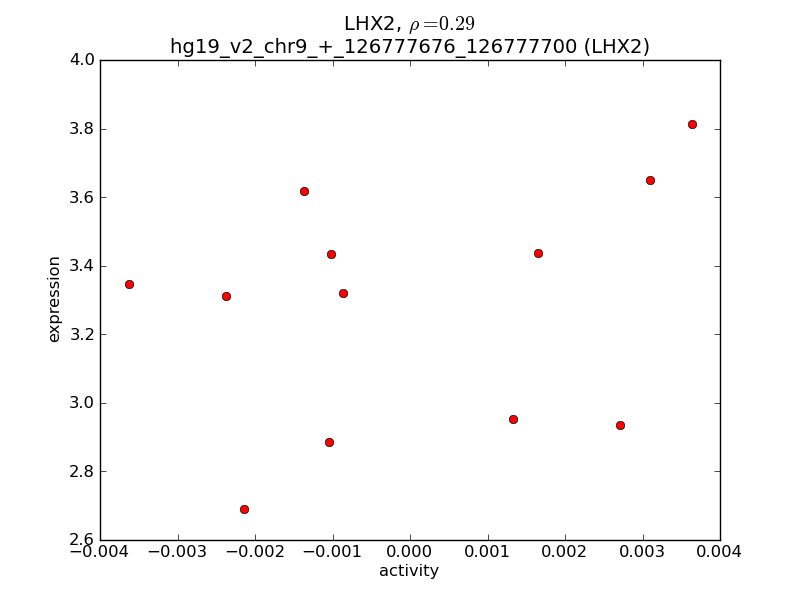 LHX2, ρ=0.29
hg19_v2_chr9_+_126777676_126777700 (LHX2)
4.0
3.8
3.6
3.4
3.2
3.0
2.8
2.6
expression
−0.004 −0.003 −0.002 −0.001 0.000 0.001 0.002 0.003 0.004
activity